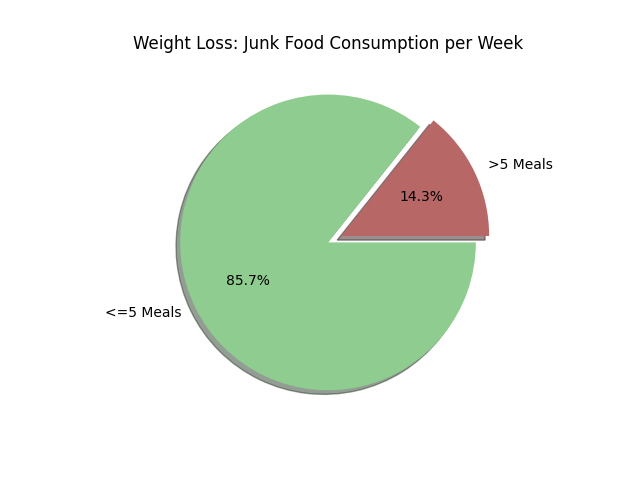 Weight Loss: Junk Food Consumption per Week
>5 Meals
14.3%
85.7%
<=5 Meals